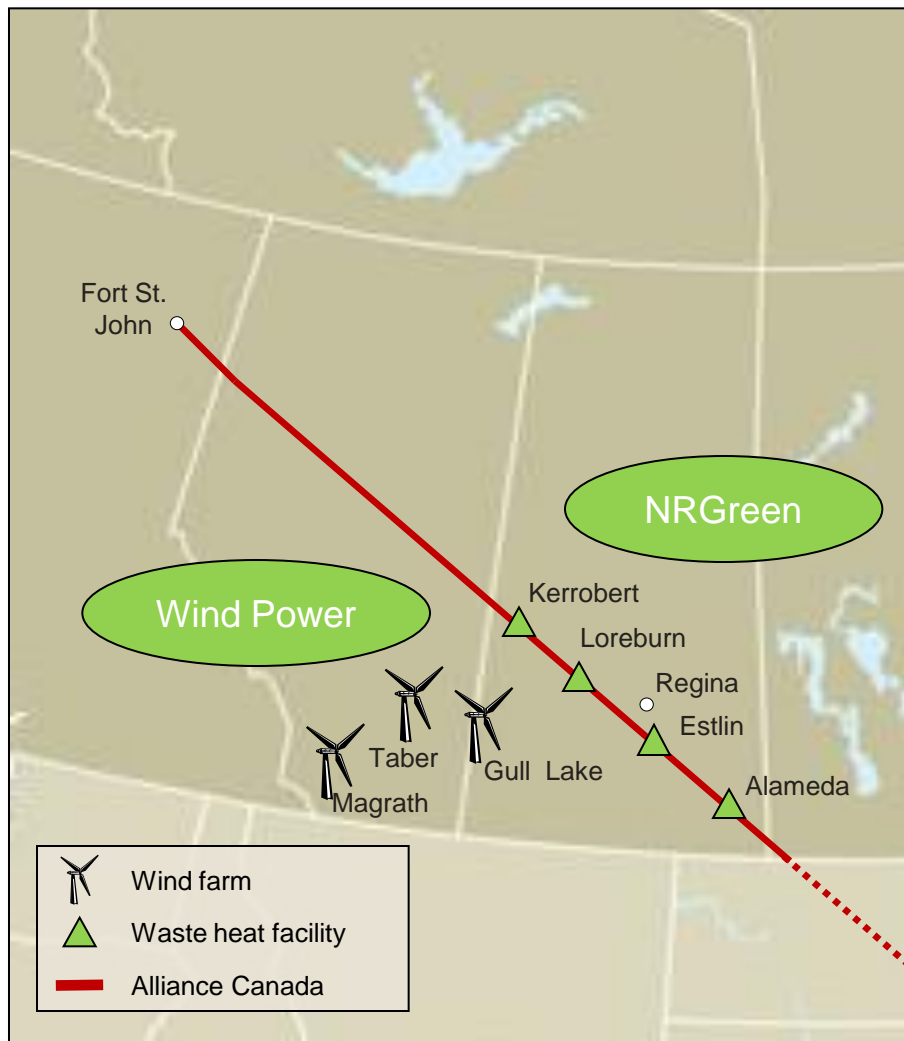 Fort St.
John
NRGreen
Kerrobert
Wind Power
Loreburn
Regina
Estlin
Taber
Gull Lake
Alameda
Magrath
Wind farm
Waste heat facility
Alliance Canada